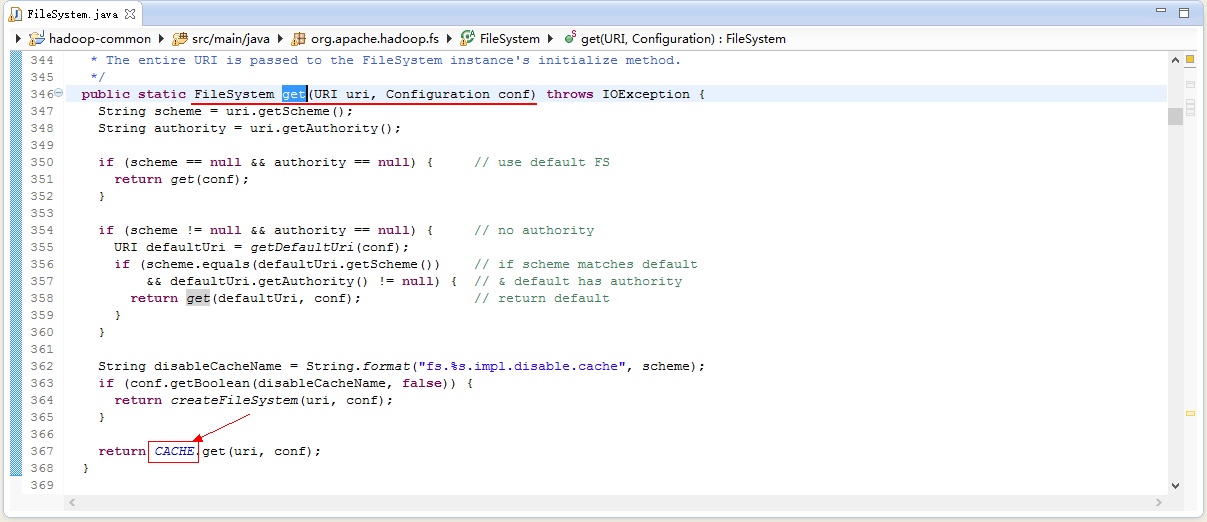 FileSystem.java
hadoop-common src/main/java org.apache.hadoop.fs FileSystem get(URI, Configuration) : FileSystem
344 * The entire URI is passed to the FileSystem instance's initialize method.
345 */
346 public static FileSystem get(URI uri, Configuration conf) throws IOException {
347 String scheme = uri.getScheme();
348 String authority = uri.getAuthority();
349
350 if (scheme == null && authority == null) { // use default FS
351 return get(conf);
352 }
353
354 if (scheme != null && authority == null) { // no authority
355 URI defaultUri = getDefaultUri(conf);
356 if (scheme.equals(defaultUri.getScheme()) // if scheme matches default
357 && defaultUri.getAuthority() != null) { // & default has authority
358 return get(defaultUri, conf); // return default
359 }
360 }
361
362 String disableCacheName = String.format("fs.%s.impl.disable.cache", scheme);
363 if (conf.getBoolean(disableCacheName, false)) {
364 return createFileSystem(uri, conf);
365 }
366
367 return CACHE.get(uri, conf);
368 }
369